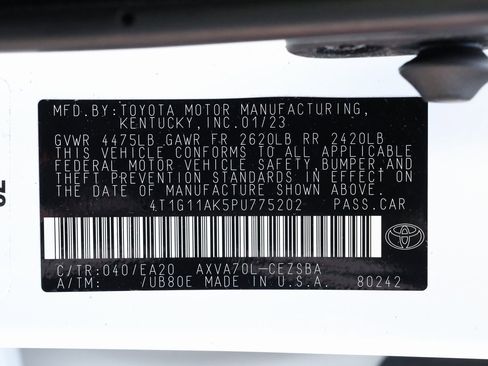 MFD.BY:TOYOTA MOTOR MANUFACTURING,
KENTUCKY,INC.01/23
GVWR 4475LB GAWR FR 2620LB RR 2420LB
THIS VEHICLE CONFORMS TO ALL APPLICABLE
FEDERAL MOTOR VEHICLE SAFETY,BUMPER,AND
THEFT PREVENTION STANDARDS IN EFFECT ON
THE DATE OF MANUFACTURE SHOWN ABOVE.
4T1G11AK5PU775202 PASS.CAR
C/TR:040/EA20 AXVA70L-CEZSBA
A/TM: /UB80E MADE IN U.S.A. 80242